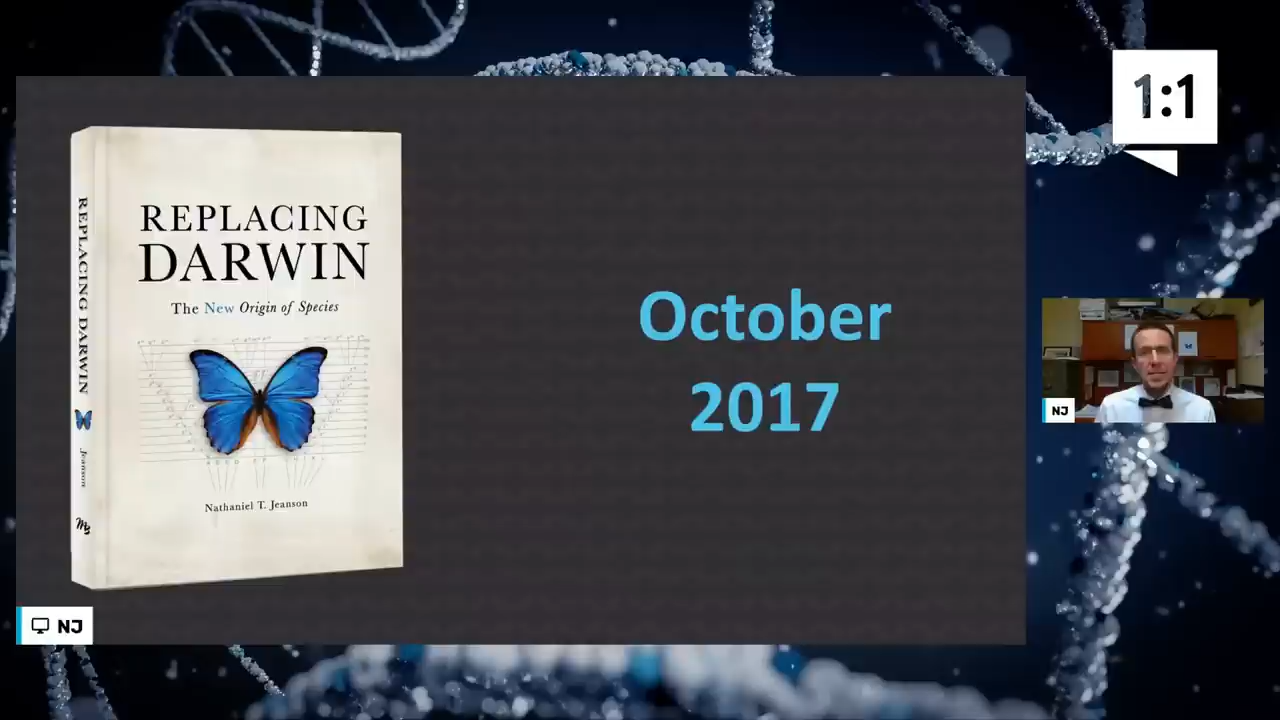 REPLACING
DARWIN
The New Origin of Species
Nathaniel T. Jeanson
REPLACING DARWIN
Jeanson
October
2017
1:1
NJ
NJ